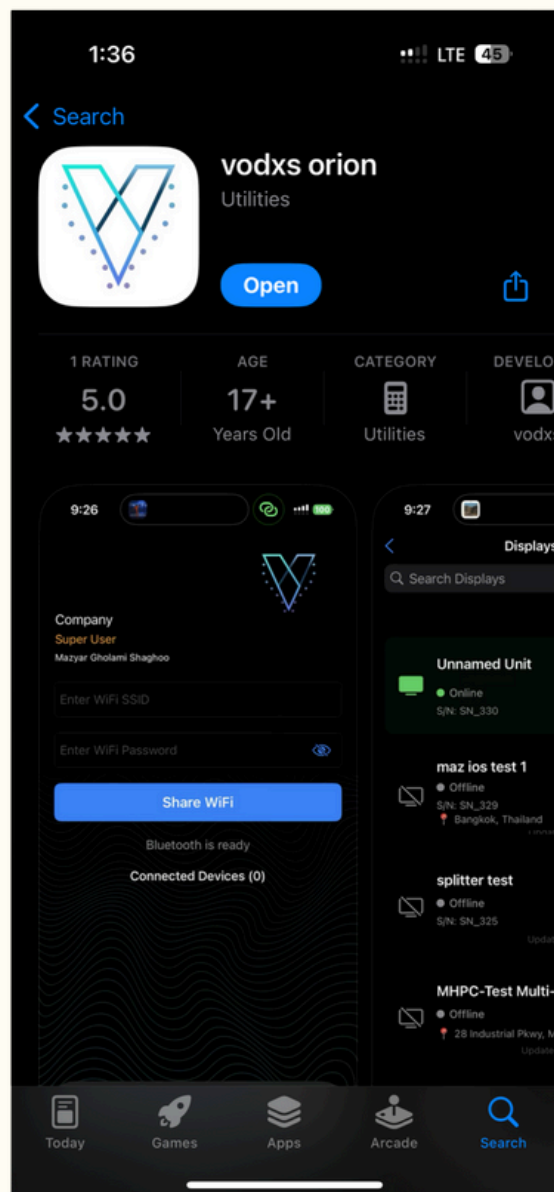 1:36
LTE 45
Search
vodxs orion
Utilities
Open
1 RATING
5.0
AGE
17+
Years Old
CATEGORY
Utilities
DEVELO
vodxs
9:26
100
Company
Super User
Mazyar Gholami Shaghoo
Enter WiFi SSID
Enter WiFi Password
Share WiFi
Bluetooth is ready
Connected Devices (0)
9:27
Displays
Search Displays
Unnamed Unit
Online
S/N: SN_330
maz ios test 1
Offline
S/N: SN_329
Bangkok, Thailand
splitter test
Offline
S/N: SN_325
Updat
MHPC-Test Multi-
Offline
28 Industrial Pkwy, M
Update
Today
Games
Apps
Arcade
Search